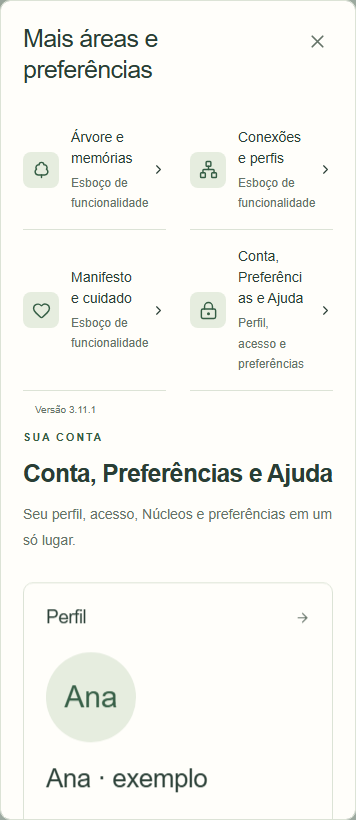 Mais áreas e
preferências
Árvore e
memórias
Esboço de
funcionalidade
Conexões
e perfis
Esboço de
funcionalidade
Manifesto
e cuidado
Esboço de
funcionalidade
Conta,
Preferênci
as e Ajuda
Perfil,
acesso e
preferências
Versão 3.11.1
SUA CONTA
Conta, Preferências e Ajuda
Seu perfil, acesso, Núcleos e preferências em um
só lugar.
Perfil
Ana
Ana · exemplo